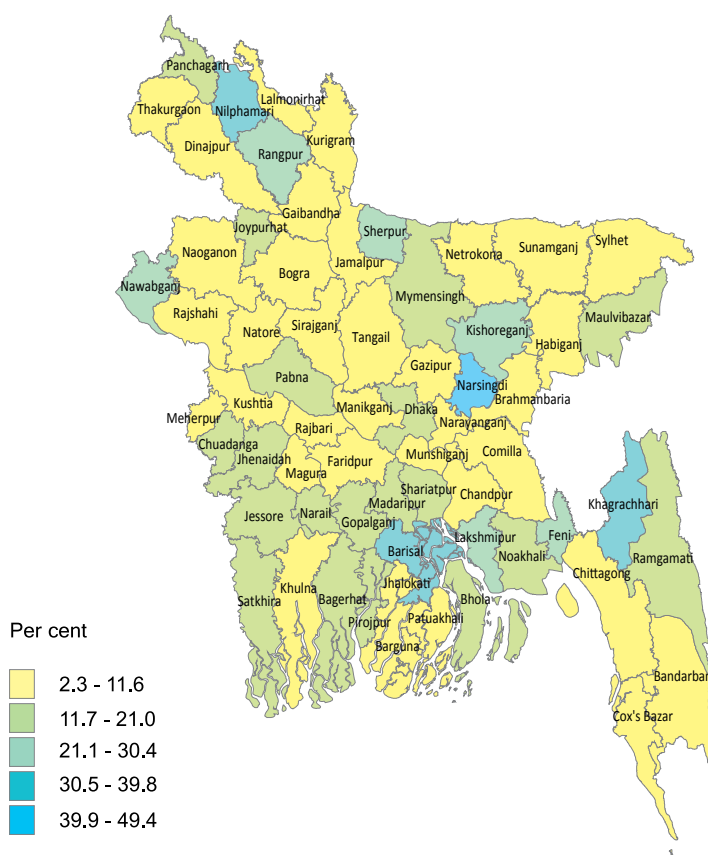 Panchagarh
Thakurgaon
Nilphamari
Lalmonirhat
Dinajpur
Rangpur
Kurigram
Gaibandha
Joypurhat
Naoganon
Bogra
Jamalpur
Sherpur
Netrokona
Sunamganj
Sylhet
Nawabganj
Mymensingh
Maulvibazar
Rajshahi
Natore
Sirajganj
Tangail
Kishoreganj
Habiganj
Gazipur
Pabna
Narsingdi
Brahmanbaria
Meherpur
Kushtia
Manikganj
Dhaka
Narayanganj
Chuadanga
Rajbari
Jhenaidah
Magura
Faridpur
Munshiganj
Comilla
Chandpur
Shariatpur
Khagrachhari
Jessore
Narail
Madaripur
Gopalganj
Lakshmipur
Feni
Barisal
Noakhali
Ramgamati
Chittagong
Satkhira
Khulna
Bagerhat
Jhalokati
Bhola
Pirojpur
Patuakhali
Barguna
Bandarban
Cox's Bazar
Per cent
2.3 - 11.6
11.7 - 21.0
21.1 - 30.4
30.5 - 39.8
39.9 - 49.4